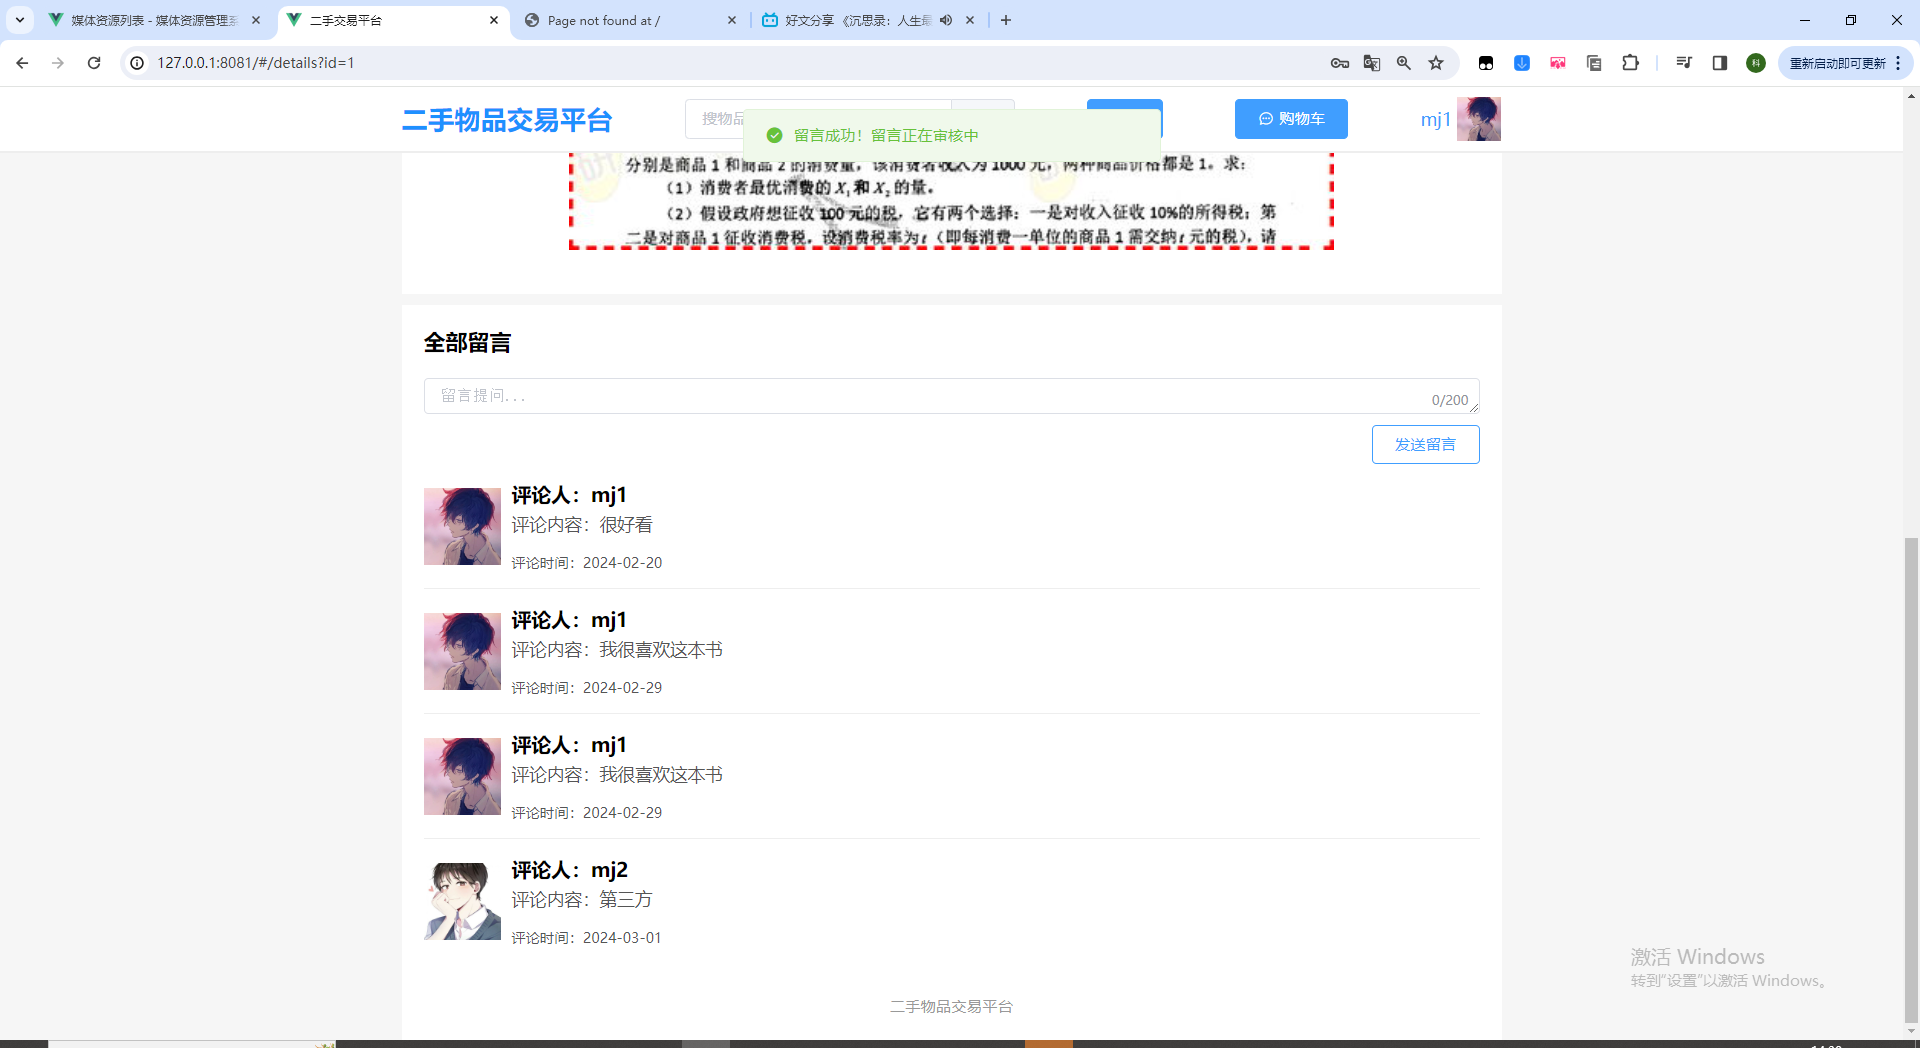 媒体资源列表 - 媒体资源管理系
二手交易平台
Page not found at /
好文分享 《沉思录：人生最
127.0.0.1:8081/#/details?id=1
科
重新启动即可更新
二手物品交易平台
搜物品
留言成功！留言正在审核中
购物车
mj1
分别是商品 1 和商品 2 的消费量，该消费者收入为 1000 元，两种商品价格都是 1。求：
（1）消费者最优消费的 X₁ 和 X₂ 的量。
（2）假设政府想征收 100 元的税，它有两个选择：一是对收入征收 10%的所得税；第
二是对商品 1 征收消费税，设消费税率为 t（即每消费一单位的商品 1 需交纳 t 元的税），请
全部留言
留言提问...
0/200
发送留言
评论人：mj1
评论内容：很好看
评论时间：2024-02-20
评论人：mj1
评论内容：我很喜欢这本书
评论时间：2024-02-29
评论人：mj1
评论内容：我很喜欢这本书
评论时间：2024-02-29
评论人：mj2
评论内容：第三方
评论时间：2024-03-01
激活 Windows
转到"设置"以激活 Windows。
二手物品交易平台